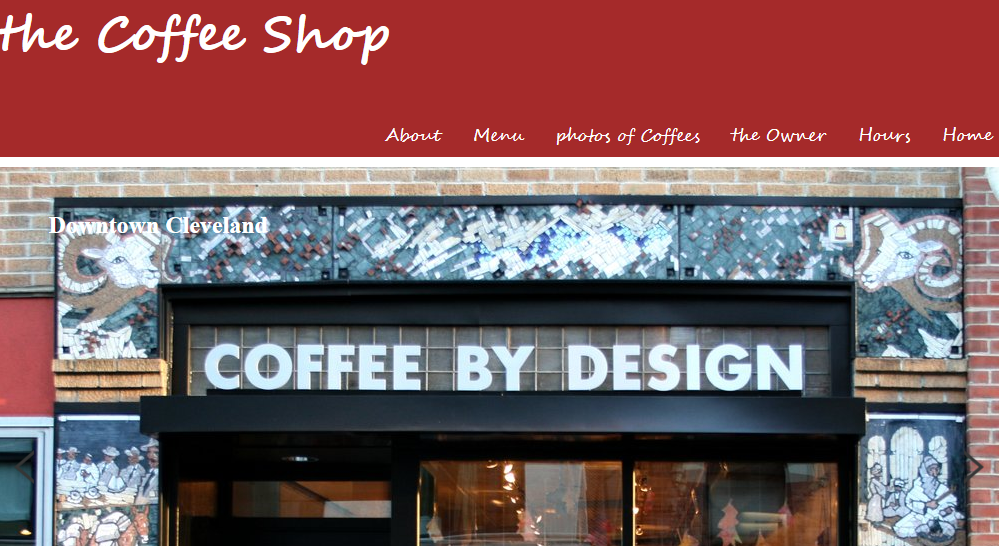 the Coffee Shop
About Menu photos of Coffees the Owner Hours Home
Downtown Cleveland
COFFEE BY DESIGN